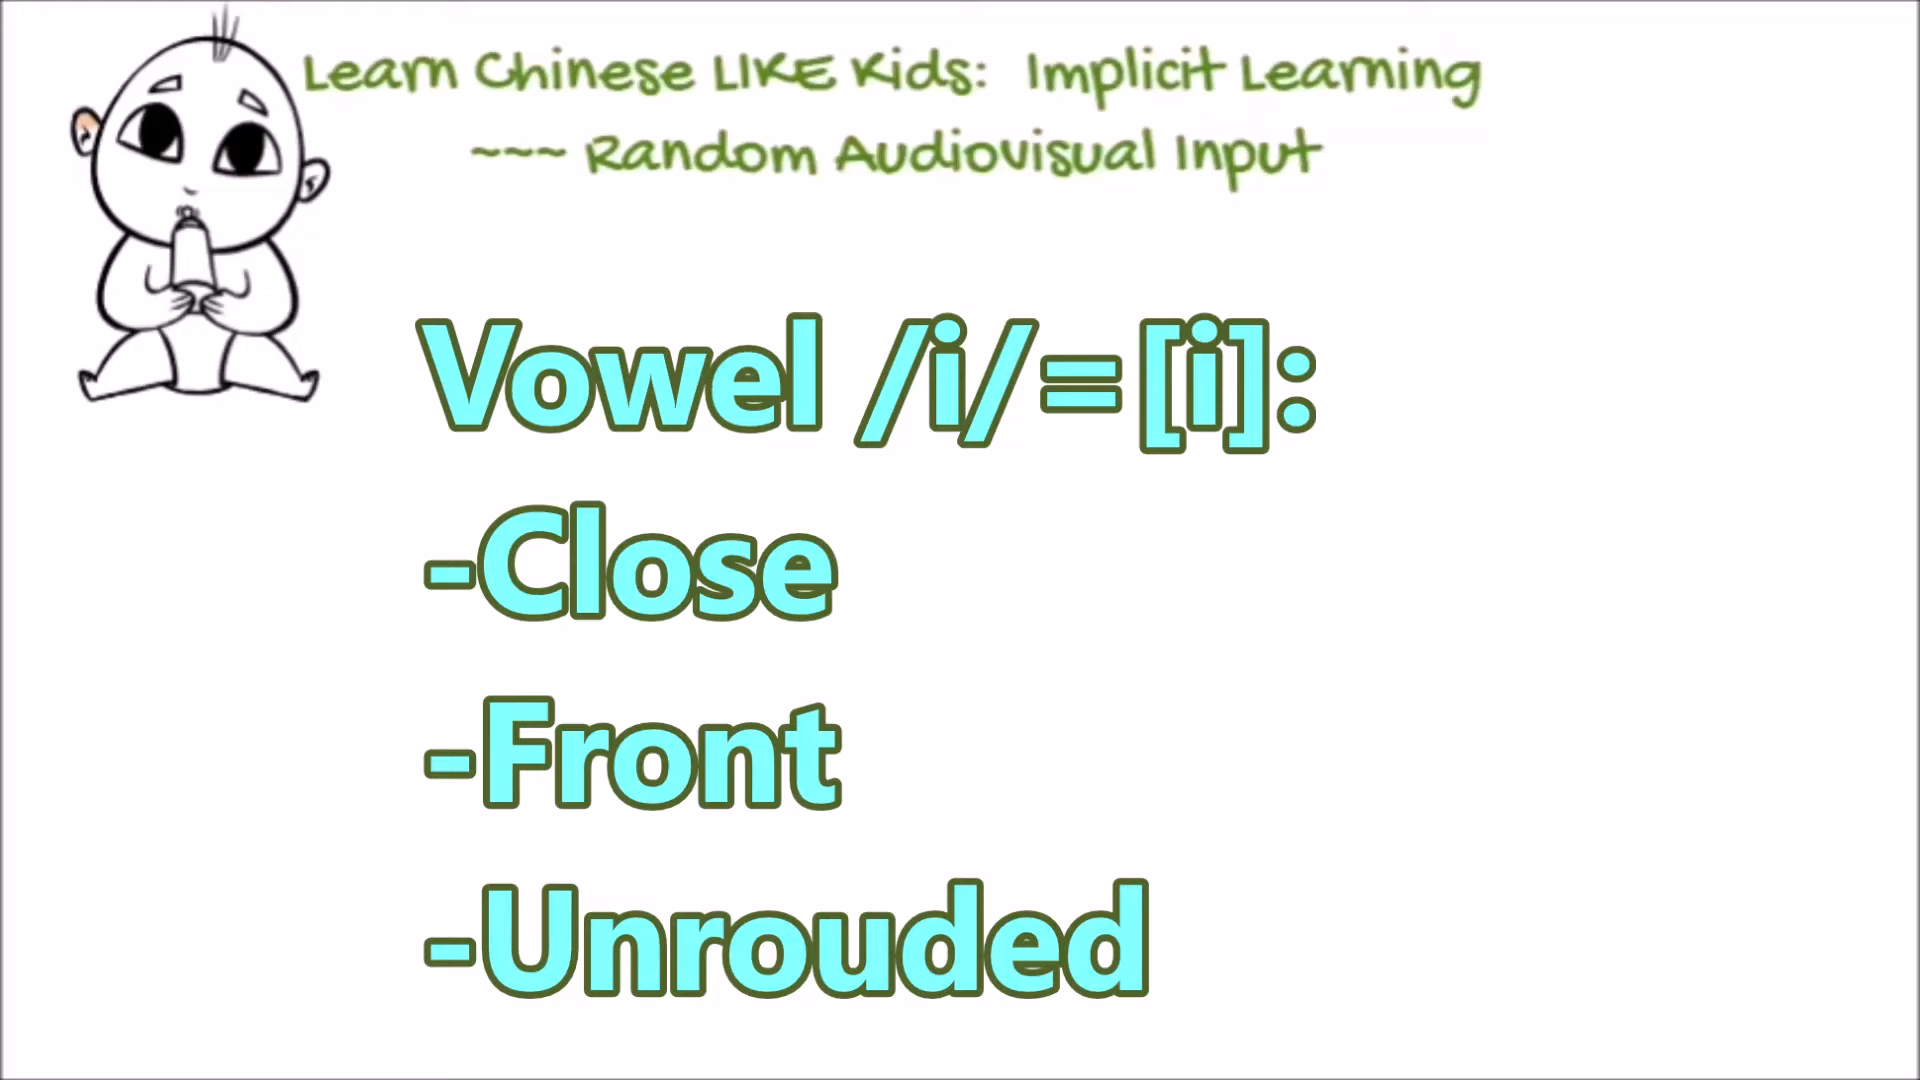 Learn Chinese LIKE Kids: Implicit Learning
~~~ Random Audiovisual Input
Vowel /i/=[i]:
-Close
-Front
-Unrouded